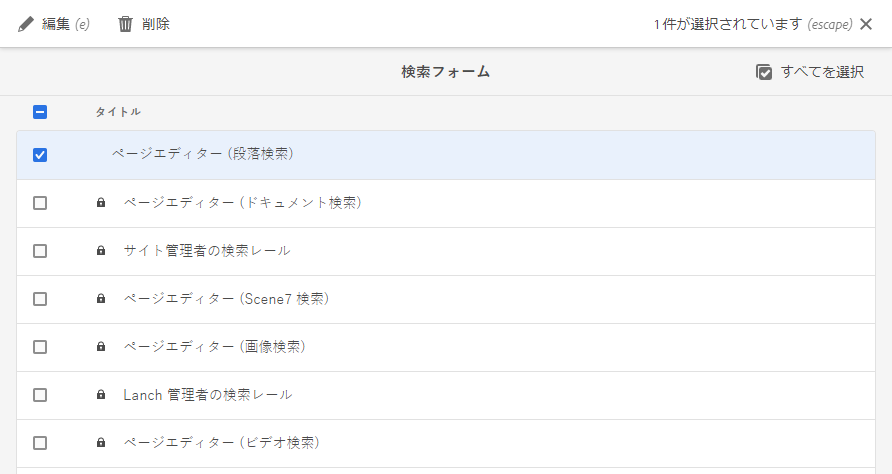 編集 (e) 削除 1 件が選択されています (escape)
検索フォーム すべてを選択
タイトル
ページエディター (段落検索)
ページエディター (ドキュメント検索)
サイト管理者の検索レール
ページエディター (Scene7 検索)
ページエディター (画像検索)
Lanch 管理者の検索レール
ページエディター (ビデオ検索)